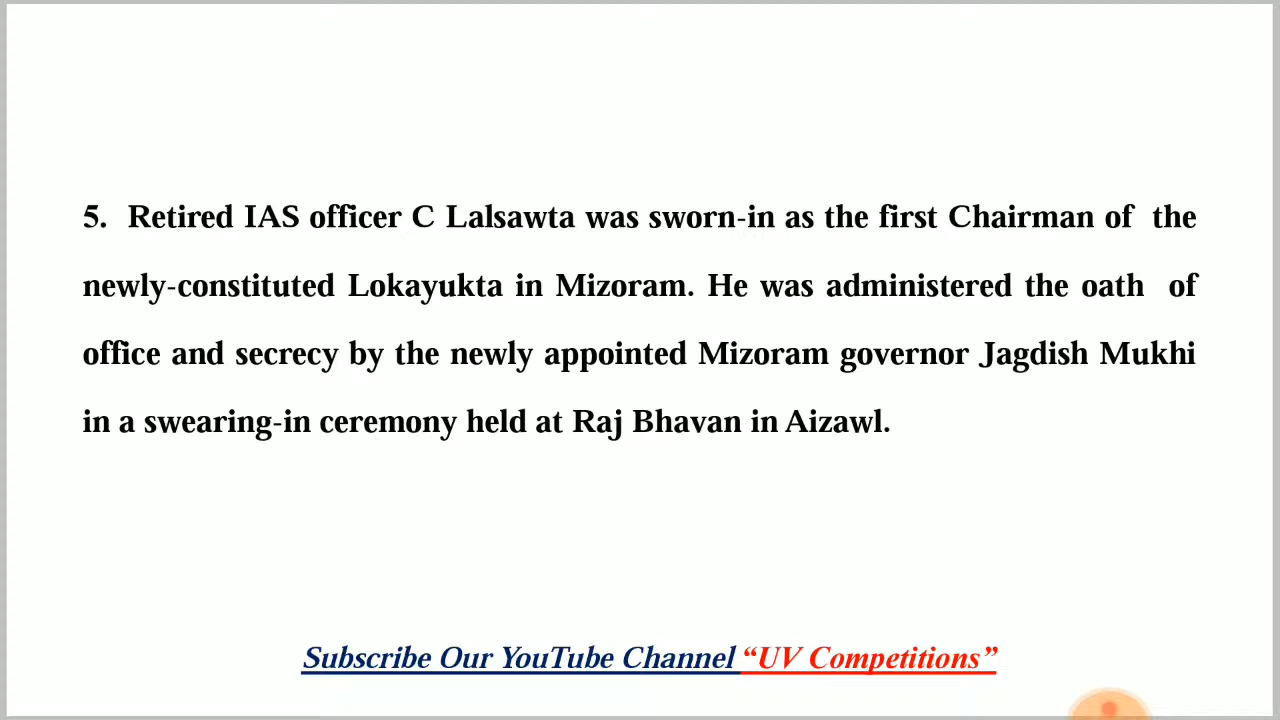 5. Retired IAS officer C Lalsawta was sworn-in as the first Chairman of the
newly-constituted Lokayukta in Mizoram. He was administered the oath of
office and secrecy by the newly appointed Mizoram governor Jagdish Mukhi
in a swearing-in ceremony held at Raj Bhavan in Aizawl.
Subscribe Our YouTube Channel “UV Competitions”